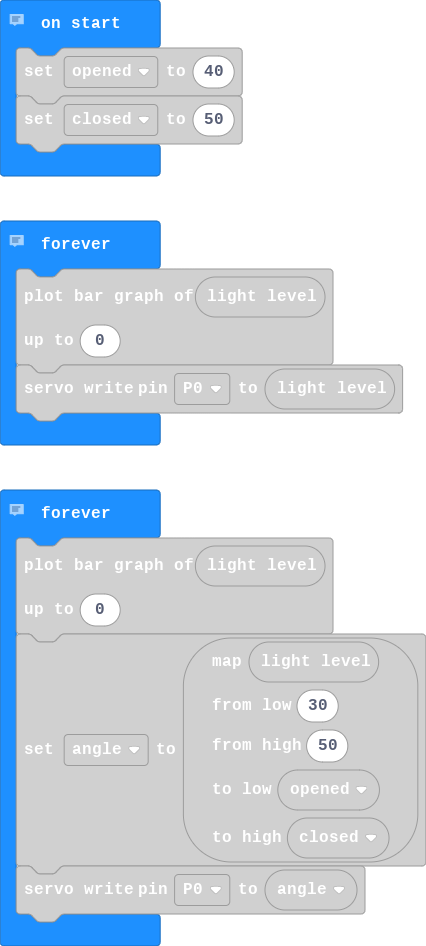 on start
set opened to 40
set closed to 50
forever
plot bar graph of light level
up to 0
servo write pin P0 to light level
forever
plot bar graph of light level
up to 0
map light level
from low 30
from high 50
set angle to
to low opened
to high closed
servo write pin P0 to angle